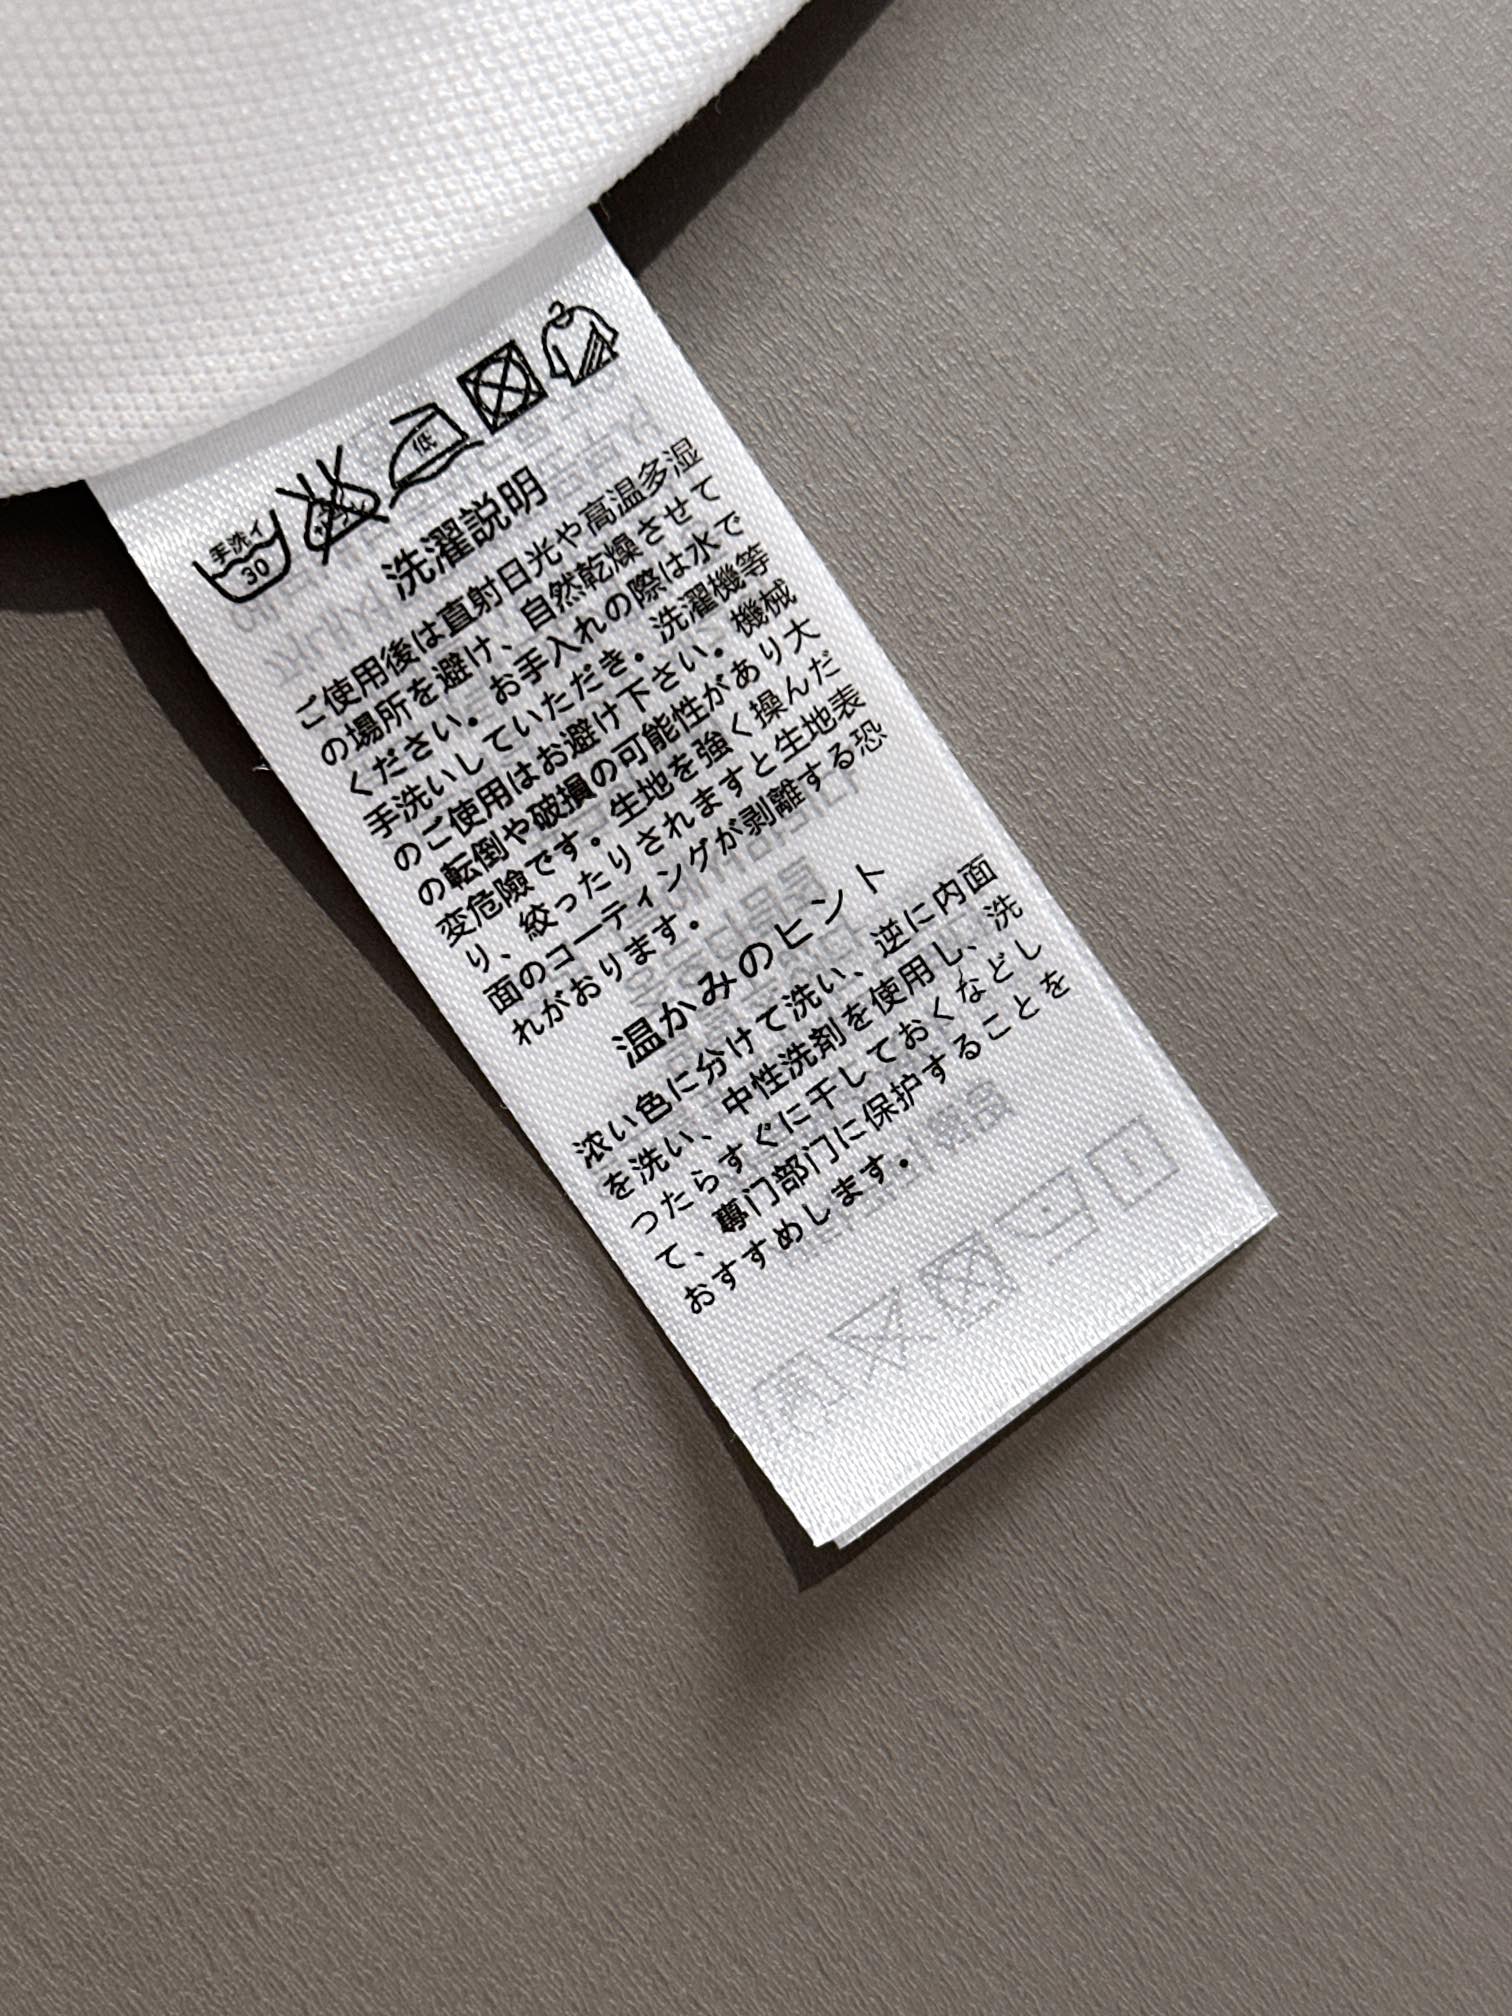 手洗イ
30
低
洗濯説明
ご使用後は直射日光や高温多湿
の場所を避け、自然乾燥させて
ください。お手入れの際は水で
手洗いしていただき。洗濯機等
のご使用はお避け下さい。機械
の転倒や破損の可能性があり大
変危險です。生地を強く操んだ
り、絞ったりされますと生地表
面のコーティングが剥離する恐
れがおります。
温かみのヒント
浓い色に分けて洗い、逆に内面
を洗い、中性洗剤を使用し、洗
ったらすぐに干しておくなどし
て、專门部门に保护することを
おすすめします。